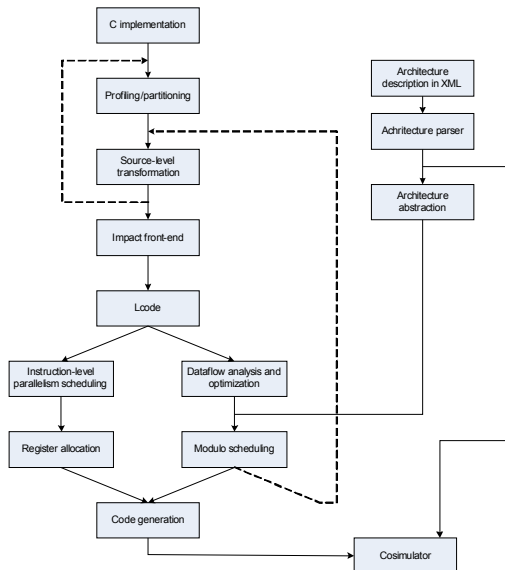 C implementation
Profiling/partitioning
Source-level
transformation
Impact front-end
Lcode
Instruction-level
parallelism scheduling
Dataflow analysis and
optimization
Register allocation
Modulo scheduling
Code generation
Architecture
description in XML
Achritecture parser
Architecture
abstraction
Cosimulator